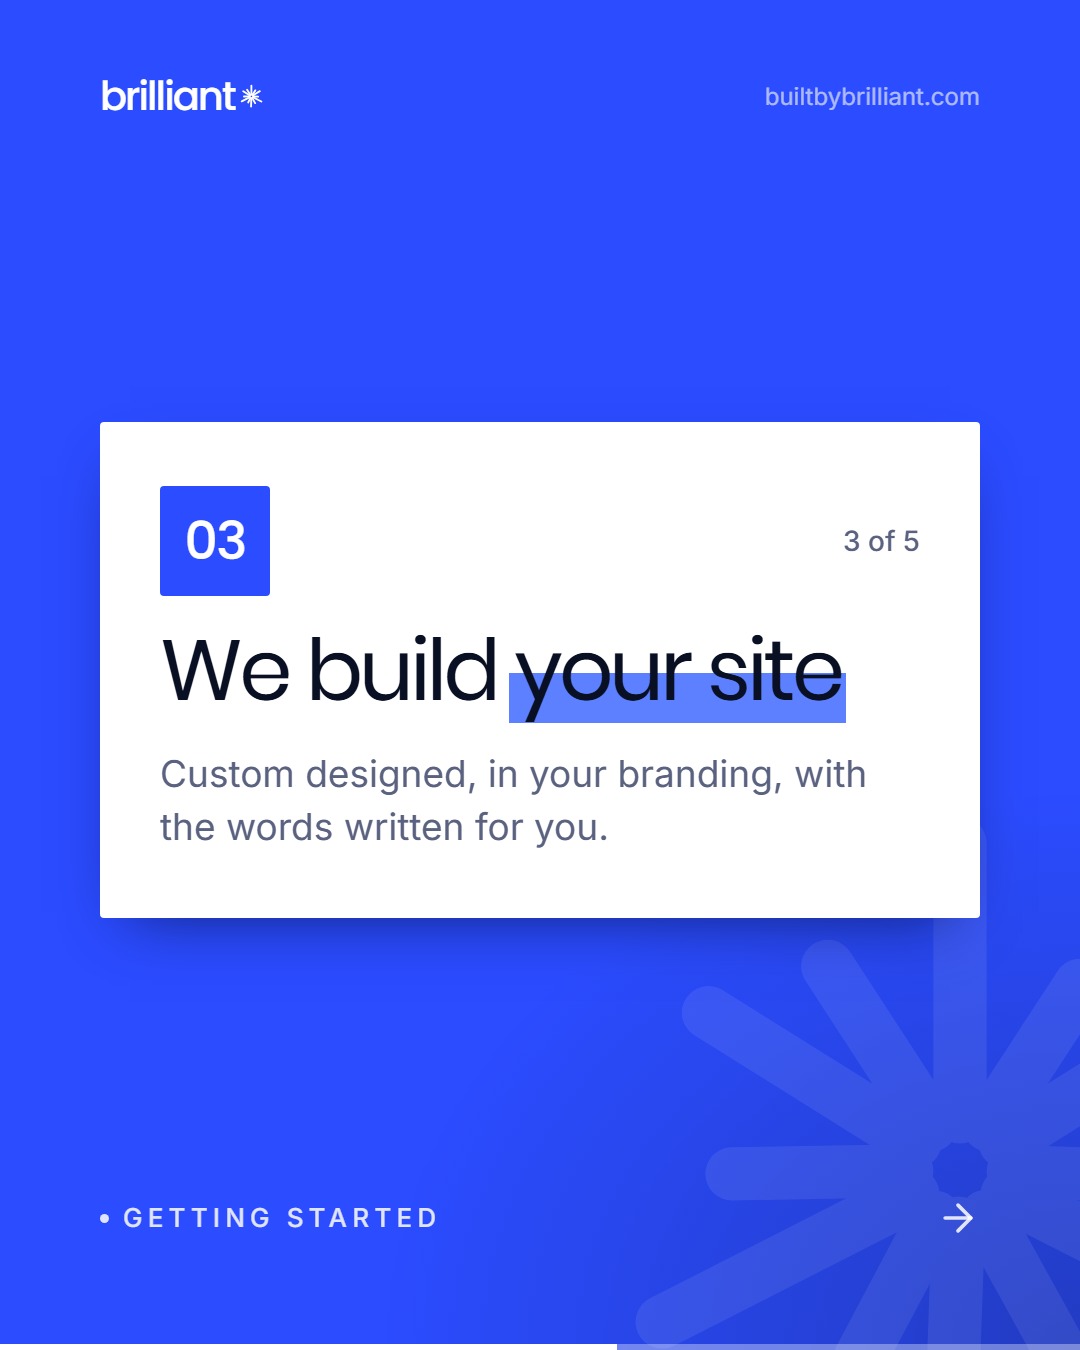 brilliant
builtbybrilliant.com
03
3 of 5
We build your site
Custom designed, in your branding, with
the words written for you.
• GETTING STARTED